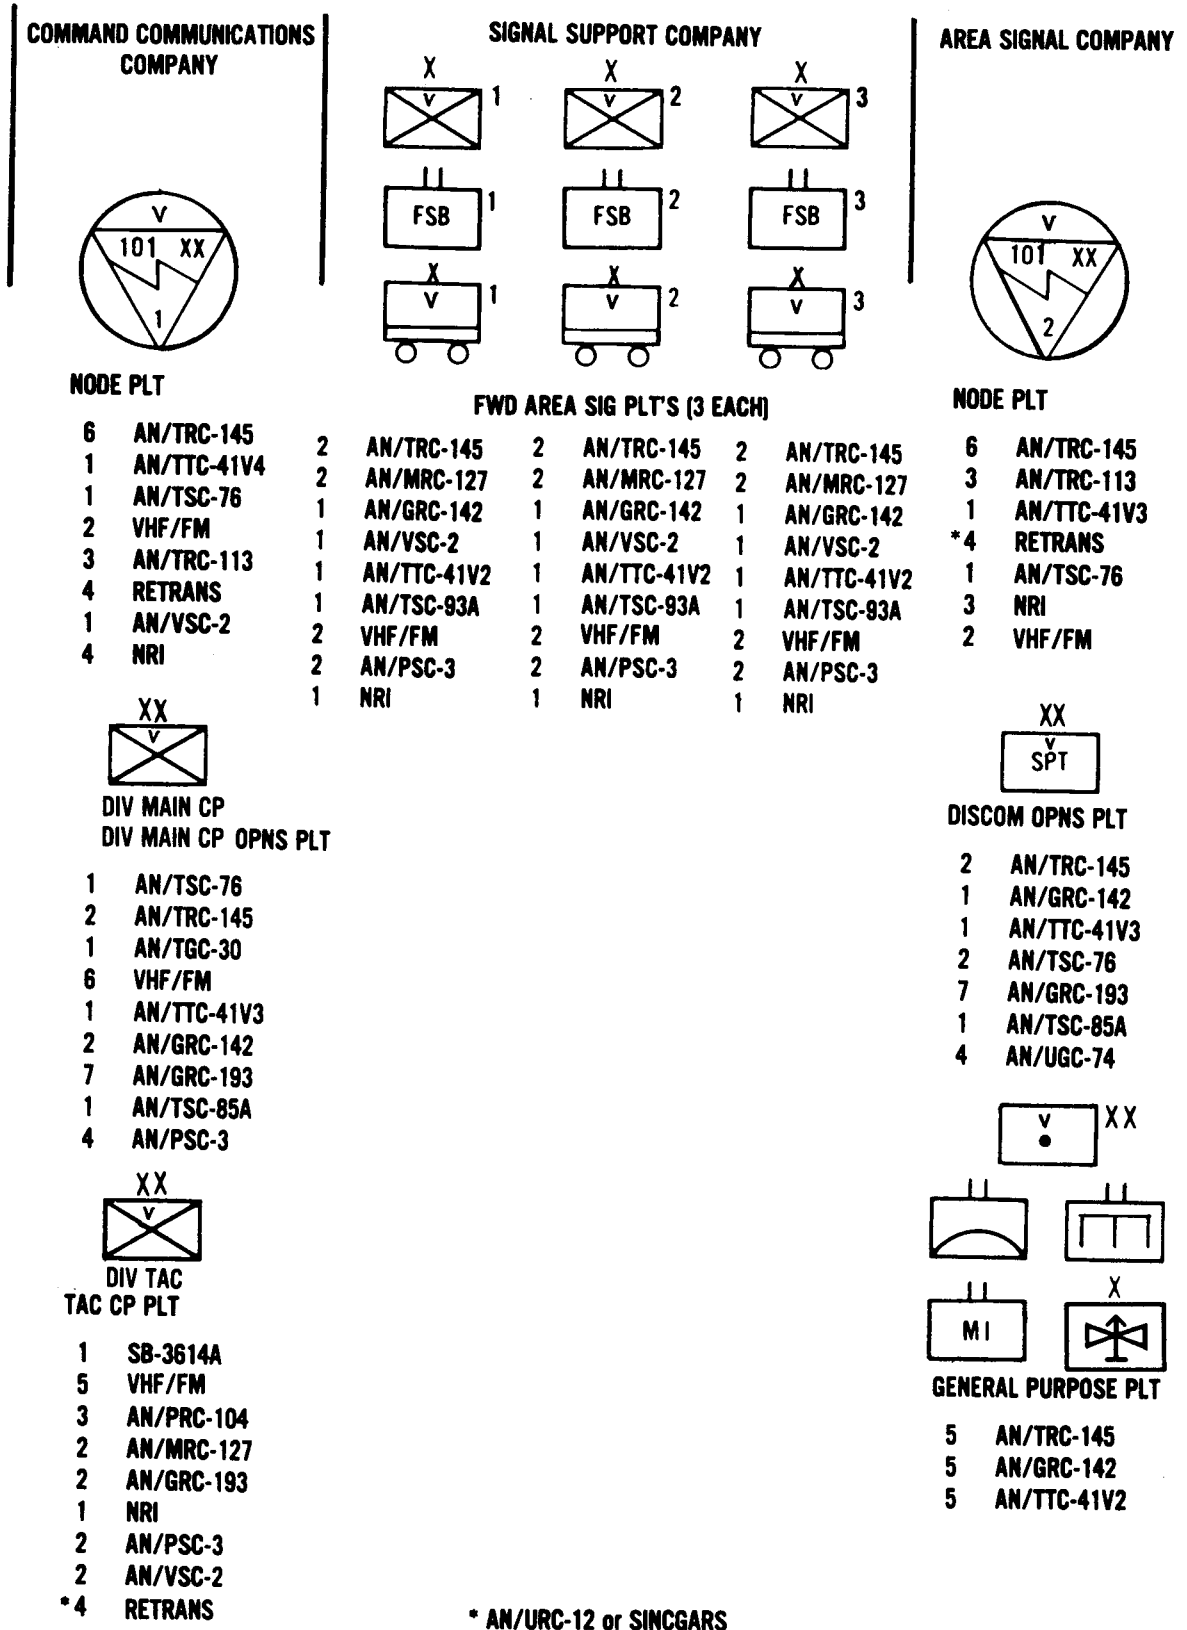 COMMAND COMMUNICATIONS
COMPANY
V
101 XX
1
NODE PLT
6 AN/TRC-145
1 AN/TTC-41V4
1 AN/TSC-76
2 VHF/FM
3 AN/TRC-113
4 RETRANS
1 AN/VSC-2
4 NRI
XX
V
DIV MAIN CP
DIV MAIN CP OPNS PLT
1 AN/TSC-76
2 AN/TRC-145
1 AN/TGC-30
6 VHF/FM
1 AN/TTC-41V3
2 AN/GRC-142
7 AN/GRC-193
1 AN/TSC-85A
4 AN/PSC-3
XX
V
DIV TAC
TAC CP PLT
1 SB-3614A
5 VHF/FM
3 AN/PRC-104
2 AN/MRC-127
2 AN/GRC-193
1 NRI
2 AN/PSC-3
2 AN/VSC-2
*4 RETRANS
SIGNAL SUPPORT COMPANY
X X X
V 1 V 2 V 3
FSB 1 FSB 2 FSB 3
X X X
V 1 V 2 V 3
FWD AREA SIG PLT'S (3 EACH)
2 AN/TRC-145 2 AN/TRC-145 2 AN/TRC-145
2 AN/MRC-127 2 AN/MRC-127 2 AN/MRC-127
1 AN/GRC-142 1 AN/GRC-142 1 AN/GRC-142
1 AN/VSC-2 1 AN/VSC-2 1 AN/VSC-2
1 AN/TTC-41V2 1 AN/TTC-41V2 1 AN/TTC-41V2
1 AN/TSC-93A 1 AN/TSC-93A 1 AN/TSC-93A
2 VHF/FM 2 VHF/FM 2 VHF/FM
2 AN/PSC-3 2 AN/PSC-3 2 AN/PSC-3
1 NRI 1 NRI 1 NRI
AREA SIGNAL COMPANY
V
101 XX
2
NODE PLT
6 AN/TRC-145
3 AN/TRC-113
1 AN/TTC-41V3
*4 RETRANS
1 AN/TSC-76
3 NRI
2 VHF/FM
XX
V
SPT
DISCOM OPNS PLT
2 AN/TRC-145
1 AN/GRC-142
1 AN/TTC-41V3
2 AN/TSC-76
7 AN/GRC-193
1 AN/TSC-85A
4 AN/UGC-74
V XX
X
MI
GENERAL PURPOSE PLT
5 AN/TRC-145
5 AN/GRC-142
5 AN/TTC-41V2
* AN/URC-12 or SINCGARS